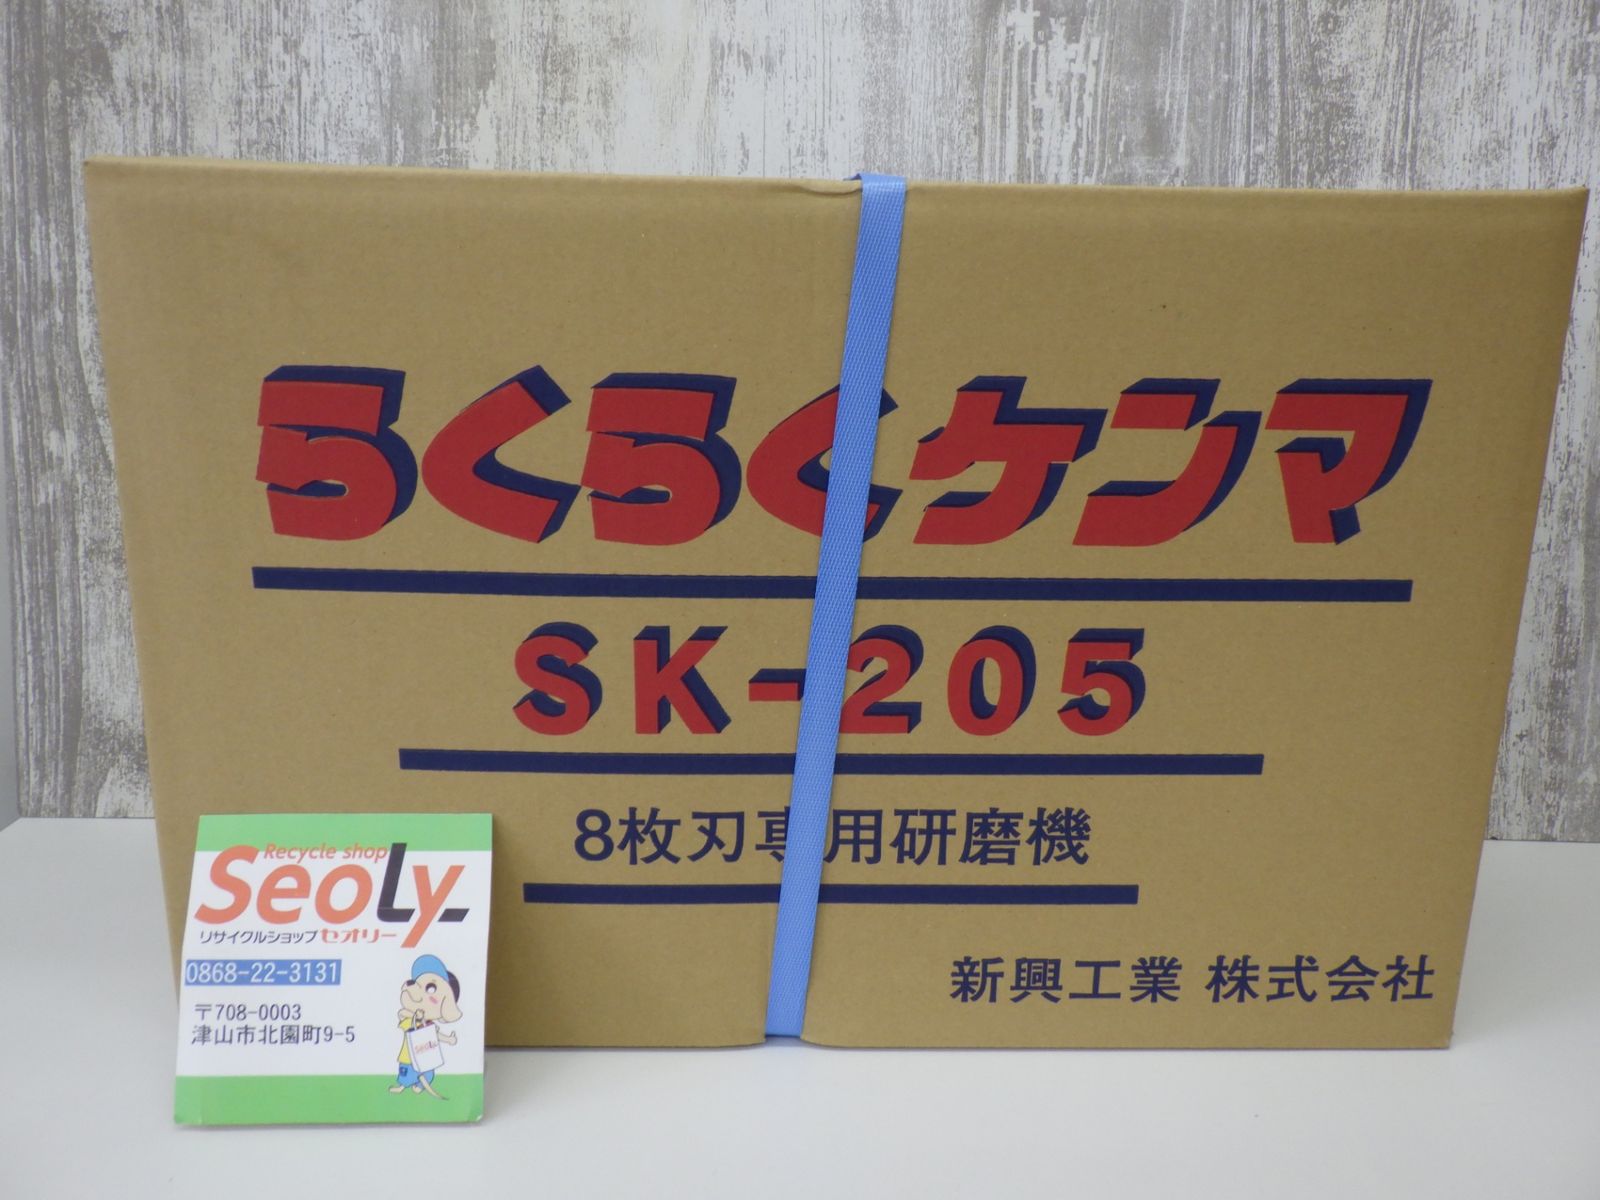 らくらくケンマ
SK-205
8枚刃専用研磨機
新興工業 株式会社
Recycle shop
Seoly
リサイクルショップ セオリー
0868-22-3131
〒708-0003
津山市北園町9-5
Seoly